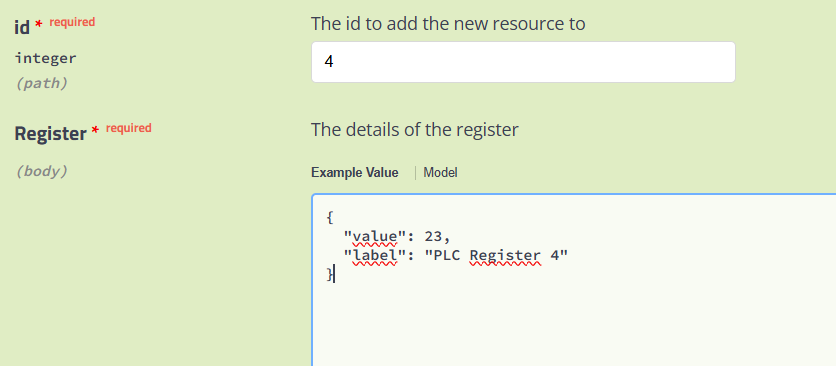 id * required
The id to add the new resource to
integer
4
(path)
Register * required
The details of the register
(body)
Example Value | Model
{
"value": 23,
"label": "PLC Register 4"
}